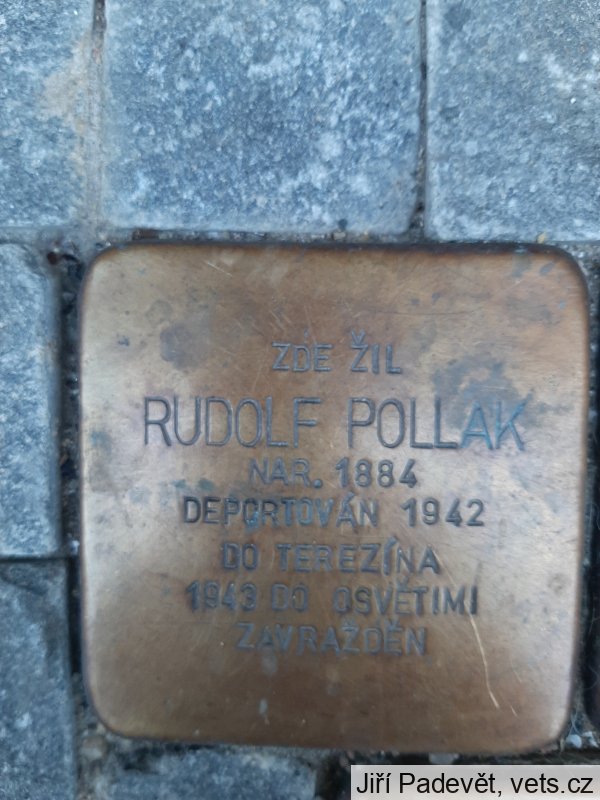 ZDE ŽIL
RUDOLF POLLAK
NAR. 1884
DEPORTOVÁN 1942
DO TEREZÍNA
1943 DO OSVĚTIMI
ZAVRAŽDĚN
Jiří Padevět, vets.cz